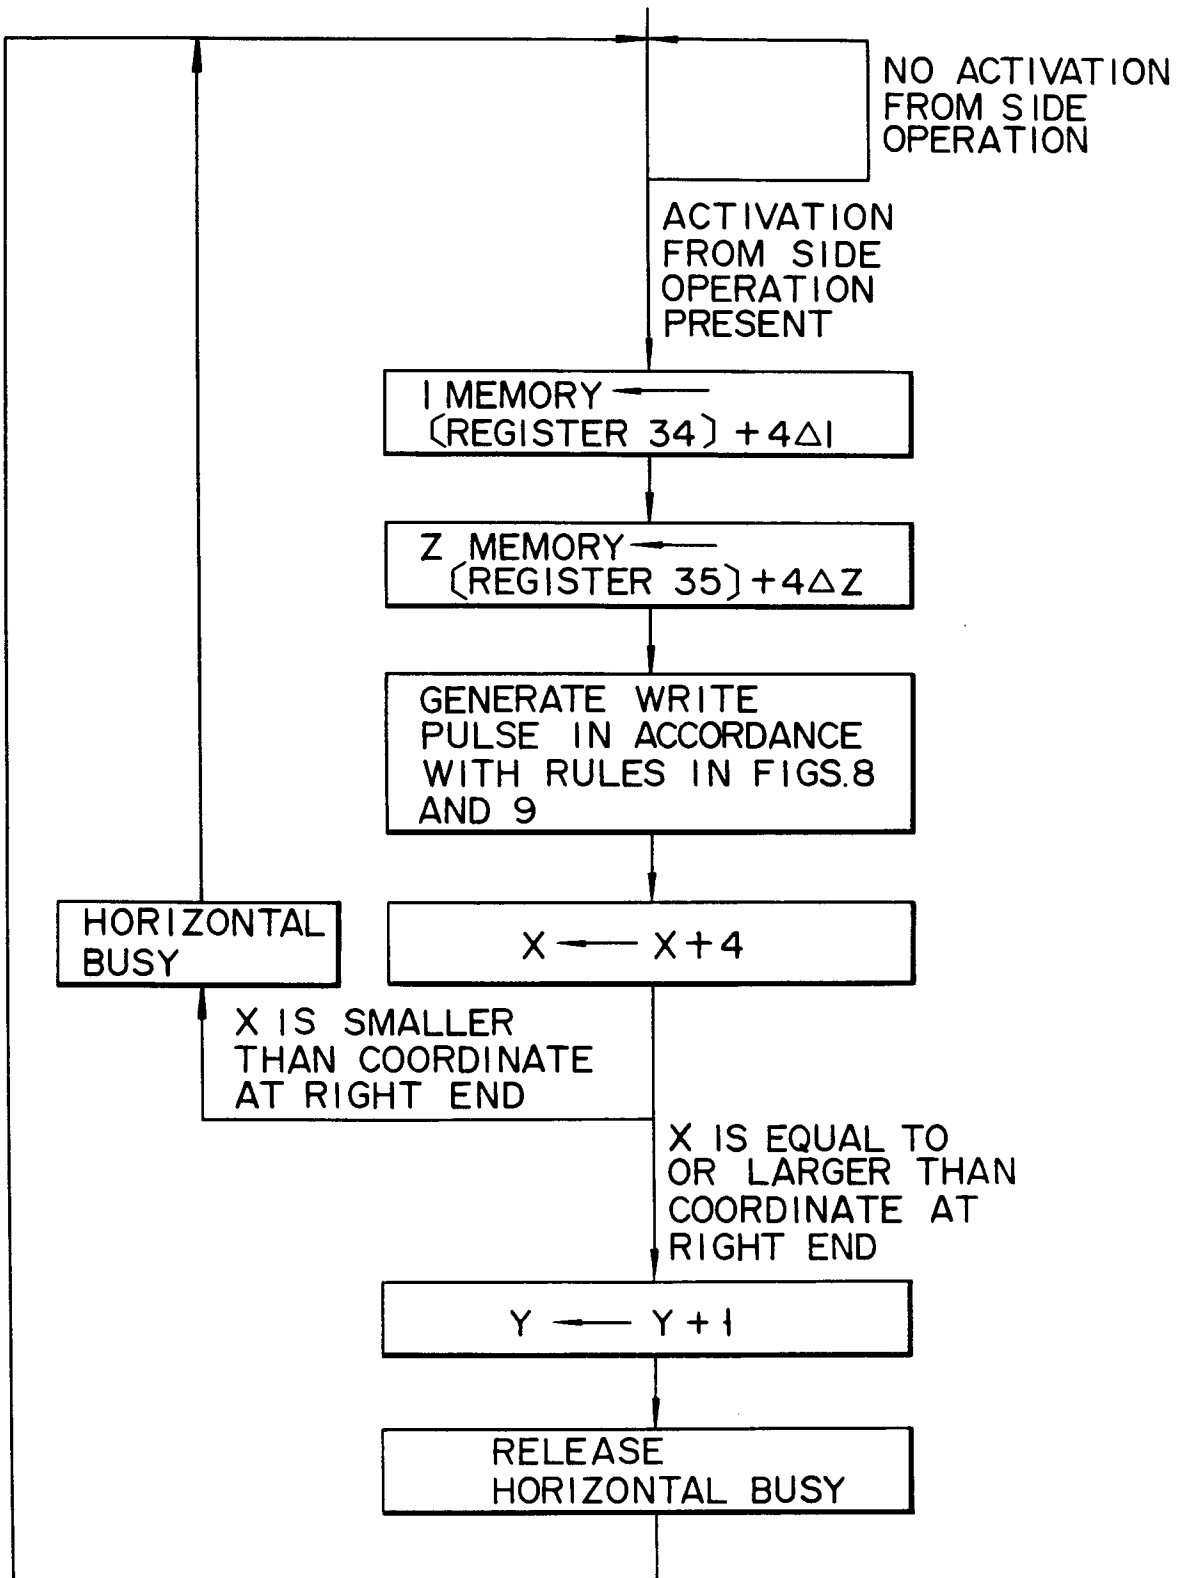 NO ACTIVATION
FROM SIDE
OPERATION
ACTIVATION
FROM SIDE
OPERATION
PRESENT
I MEMORY ←
(REGISTER 34) + 4△I
Z MEMORY ←
(REGISTER 35) + 4△Z
GENERATE WRITE
PULSE IN ACCORDANCE
WITH RULES IN FIGS.8
AND 9
HORIZONTAL
BUSY
X ← X+4
X IS SMALLER
THAN COORDINATE
AT RIGHT END
X IS EQUAL TO
OR LARGER THAN
COORDINATE AT
RIGHT END
Y ← Y+1
RELEASE
HORIZONTAL BUSY